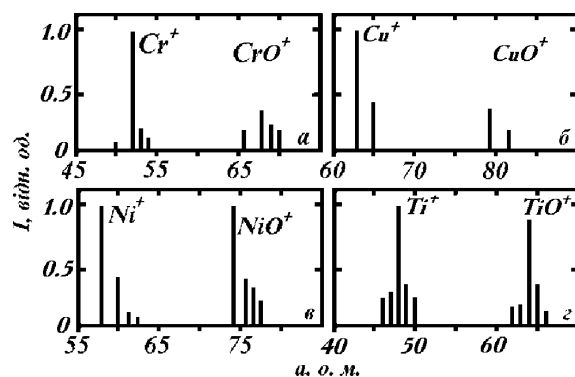 1.0
Cr⁺
CrO⁺
0.5
0
45
55
65
а
Cu⁺
CuO⁺
60
70
80
б
I, відн. од.
1.0
Ni⁺
NiO⁺
0.5
0
55
65
75
в
Ti⁺
TiO⁺
40
50
60
г
а. о. м.